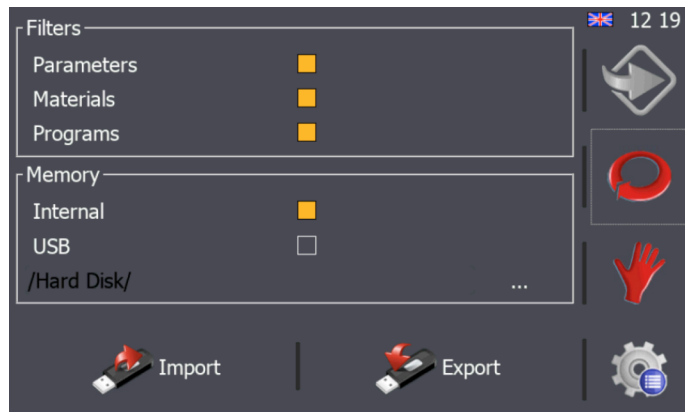 Filters
12 19
Parameters
Materials
Programs
Memory
Internal
USB
/Hard Disk/
...
Import
Export